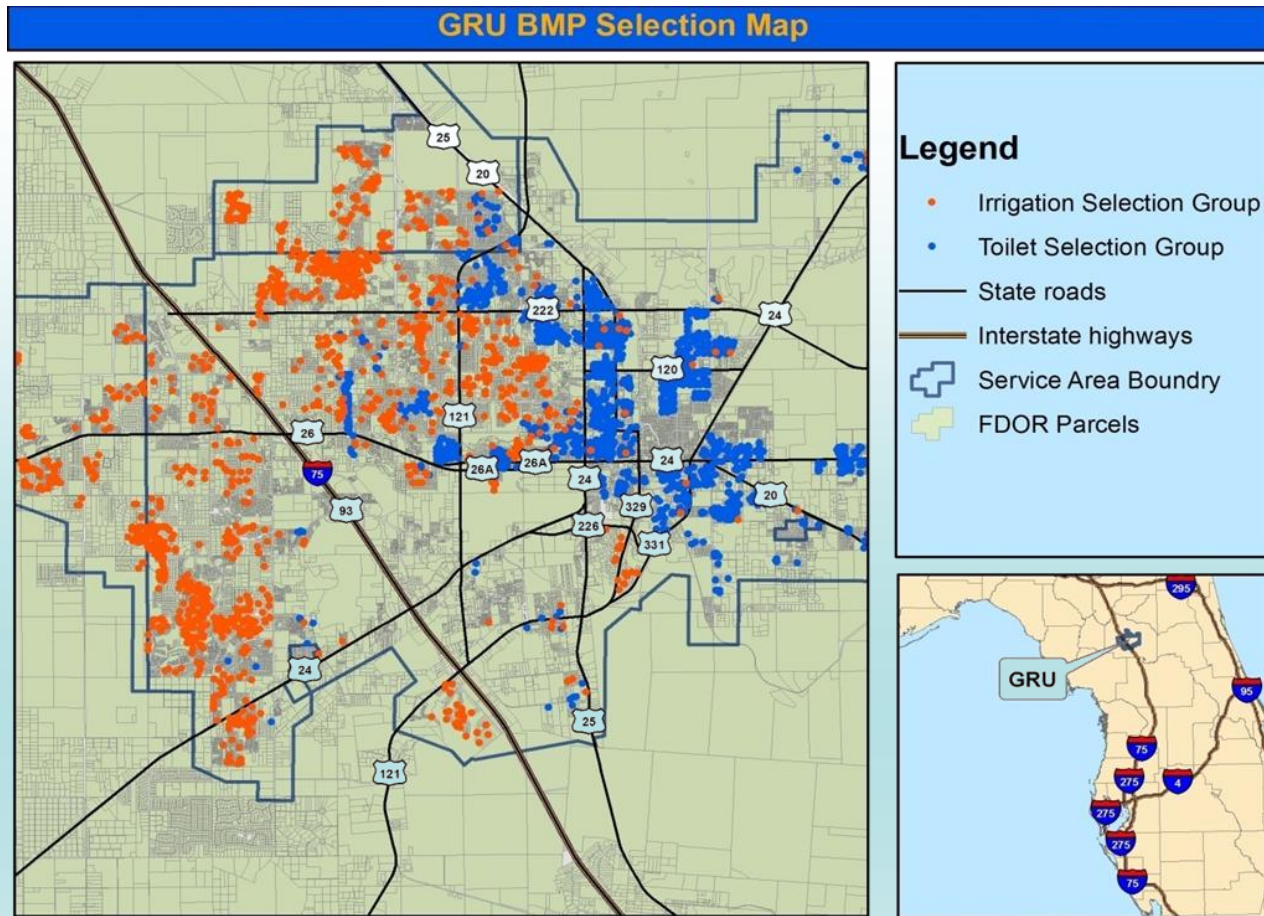 GRU BMP Selection Map
25
20
222
24
120
121
26
26A
26A
24
24
20
75
93
329
226
331
24
25
121
Legend
Irrigation Selection Group
Toilet Selection Group
State roads
Interstate highways
Service Area Boundry
FDOR Parcels
295
GRU
95
75
275
4
275
275
75